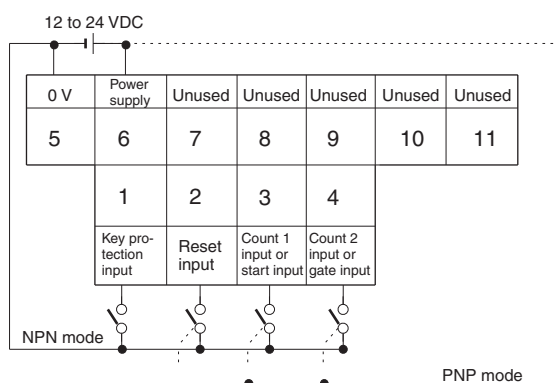 12 to 24 VDC
0 V
Power
supply
Unused
Unused
Unused
Unused
Unused
5
6
7
8
9
10
11
1
2
3
4
Key pro-
tection
input
Reset
input
Count 1
input or
start input
Count 2
input or
gate input
NPN mode
PNP mode